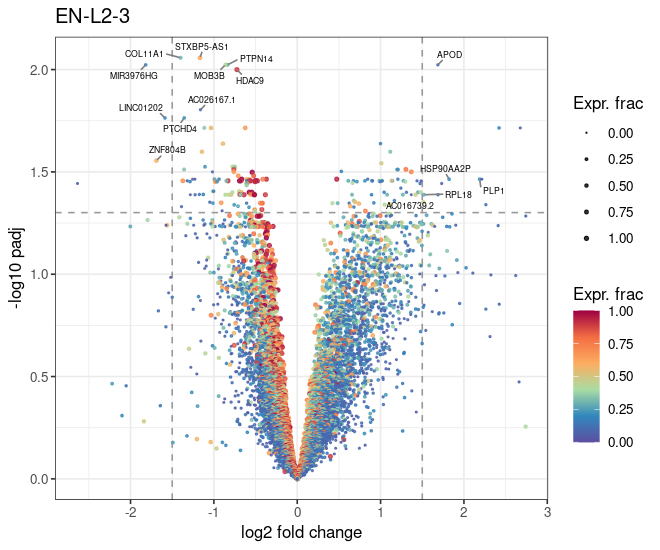 EN-L2-3
STXBP5-AS1
COL11A1
PTPN14
APOD
MIR3976HG
MOB3B
HDAC9
AC026167.1
LINC01202
PTCHD4
ZNF804B
HSP90AA2P
PLP1
RPL18
AC016739.2
2.0
1.5
1.0
0.5
0.0
-log10 padj
-2
-1
0
1
2
3
log2 fold change
Expr. frac
0.00
0.25
0.50
0.75
1.00
Expr. frac
1.00
0.75
0.50
0.25
0.00